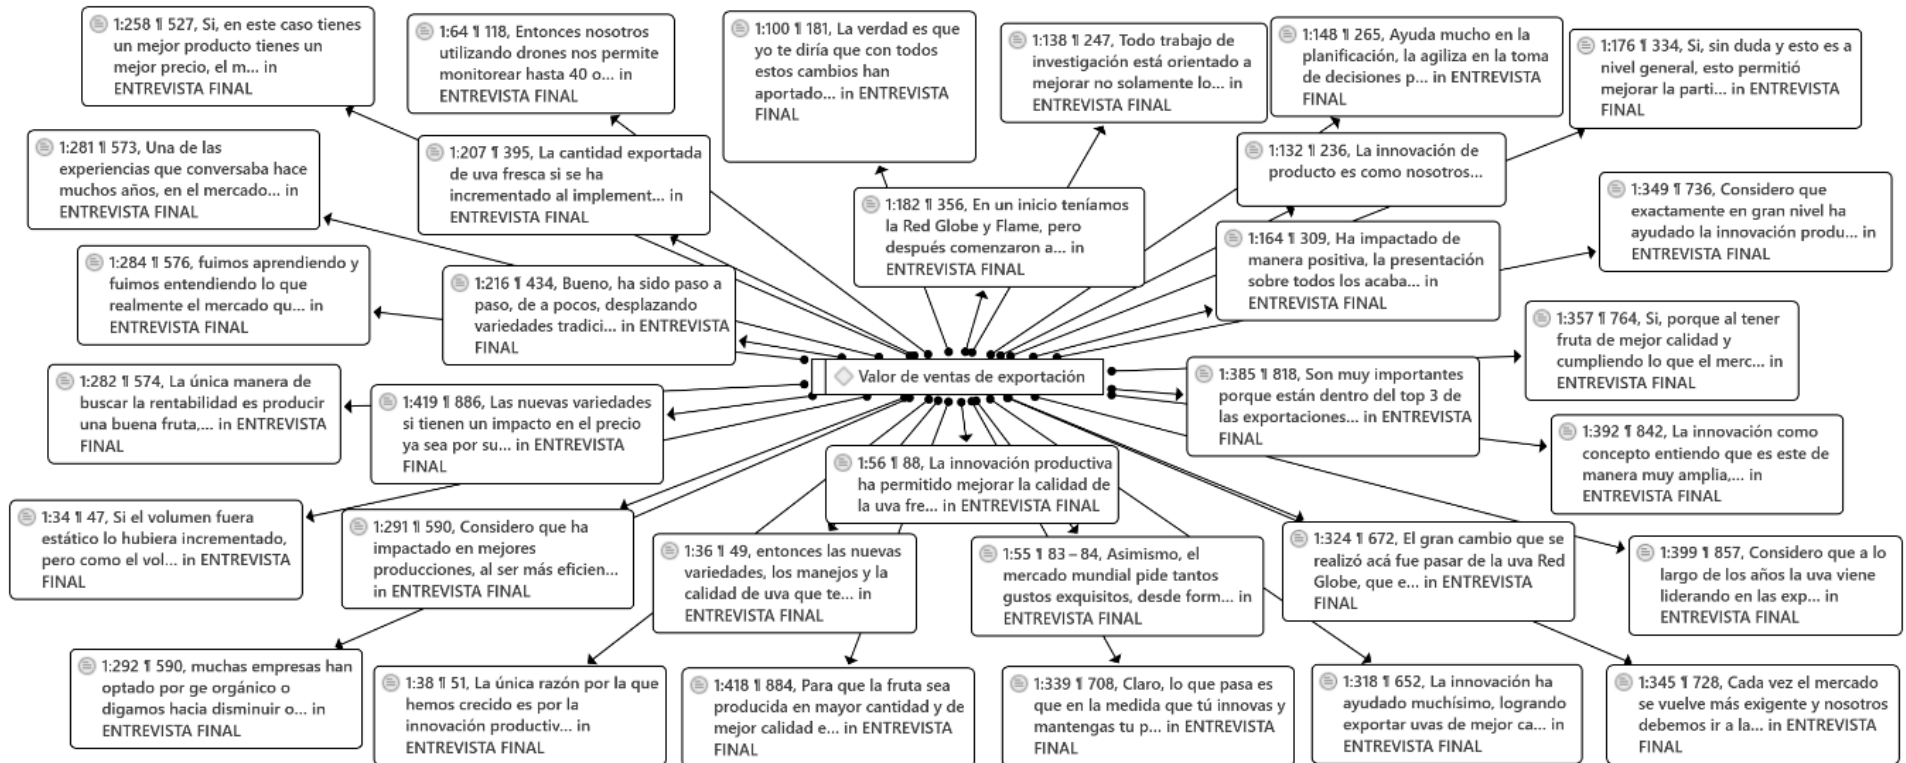 1:258 ¶ 527, Si, en este caso tienes
un mejor producto tienes un
mejor precio, el m... in
ENTREVISTA FINAL
1:64 ¶ 118, Entonces nosotros
utilizando drones nos permite
monitorear hasta 40 o... in
ENTREVISTA FINAL
1:100 ¶ 181, La verdad es que
yo te diría que con todos
estos cambios han
aportado... in ENTREVISTA
FINAL
1:138 ¶ 247, Todo trabajo de
investigación está orientado a
mejorar no solamente lo... in
ENTREVISTA FINAL
1:148 ¶ 265, Ayuda mucho en la
planificación, la agiliza en la toma
de decisiones p... in ENTREVISTA
FINAL
1:176 ¶ 334, Si, sin duda y esto es a
nivel general, esto permitió
mejorar la parti... in ENTREVISTA
FINAL
1:281 ¶ 573, Una de las
experiencias que conversaba hace
muchos años, en el mercado... in
ENTREVISTA FINAL
1:207 ¶ 395, La cantidad exportada
de uva fresca si se ha
incrementado al implement... in
ENTREVISTA FINAL
1:182 ¶ 356, En un inicio teníamos
la Red Globe y Flame, pero
después comenzaron a... in
ENTREVISTA FINAL
1:132 ¶ 236, La innovación de
producto es como nosotros...
1:349 ¶ 736, Considero que
exactamente en gran nivel ha
ayudado la innovación produ... in
ENTREVISTA FINAL
1:284 ¶ 576, fuimos aprendiendo y
fuimos entendiendo lo que
realmente el mercado qu... in
ENTREVISTA FINAL
1:216 ¶ 434, Bueno, ha sido paso a
paso, de a pocos, desplazando
variedades tradici... in ENTREVISTA
FINAL
1:164 ¶ 309, Ha impactado de
manera positiva, la presentación
sobre todos los acaba... in
ENTREVISTA FINAL
1:357 ¶ 764, Si, porque al tener
fruta de mejor calidad y
cumpliendo lo que el merc... in
ENTREVISTA FINAL
1:282 ¶ 574, La única manera de
buscar la rentabilidad es producir
una buena fruta,... in ENTREVISTA
FINAL
1:419 ¶ 886, Las nuevas variedades
si tienen un impacto en el precio
ya sea por su... in ENTREVISTA
FINAL
Valor de ventas de exportación
1:385 ¶ 818, Son muy importantes
porque están dentro del top 3 de
las exportaciones... in ENTREVISTA
FINAL
1:392 ¶ 842, La innovación como
concepto entiendo que es este de
manera muy amplia,... in
ENTREVISTA FINAL
1:56 ¶ 88, La innovación productiva
ha permitido mejorar la calidad de
la uva fre... in ENTREVISTA FINAL
1:34 ¶ 47, Si el volumen fuera
estático lo hubiera incrementado,
pero como el vol... in ENTREVISTA
FINAL
1:291 ¶ 590, Considero que ha
impactado en mejores
producciones, al ser más eficien...
in ENTREVISTA FINAL
1:36 ¶ 49, entonces las nuevas
variedades, los manejos y la
calidad de uva que te... in
ENTREVISTA FINAL
1:55 ¶ 83 – 84, Asimismo, el
mercado mundial pide tantos
gustos exquisitos, desde form... in
ENTREVISTA FINAL
1:324 ¶ 672, El gran cambio que se
realizó acá fue pasar de la uva Red
Globe, que e... in ENTREVISTA
FINAL
1:399 ¶ 857, Considero que a lo
largo de los años la uva viene
liderando en las exp... in
ENTREVISTA FINAL
1:292 ¶ 590, muchas empresas han
optado por ge orgánico o
digamos hacia disminuir o... in
ENTREVISTA FINAL
1:38 ¶ 51, La única razón por la que
hemos crecido es por la
innovación productiv... in
ENTREVISTA FINAL
1:418 ¶ 884, Para que la fruta sea
producida en mayor cantidad y de
mejor calidad e... in ENTREVISTA
FINAL
1:339 ¶ 708, Claro, lo que pasa es
que en la medida que tú innovas y
mantengas tu p... in ENTREVISTA
FINAL
1:318 ¶ 652, La innovación ha
ayudado muchísimo, logrando
exportar uvas de mejor ca... in
ENTREVISTA FINAL
1:345 ¶ 728, Cada vez el mercado
se vuelve más exigente y nosotros
debemos ir a la... in ENTREVISTA
FINAL